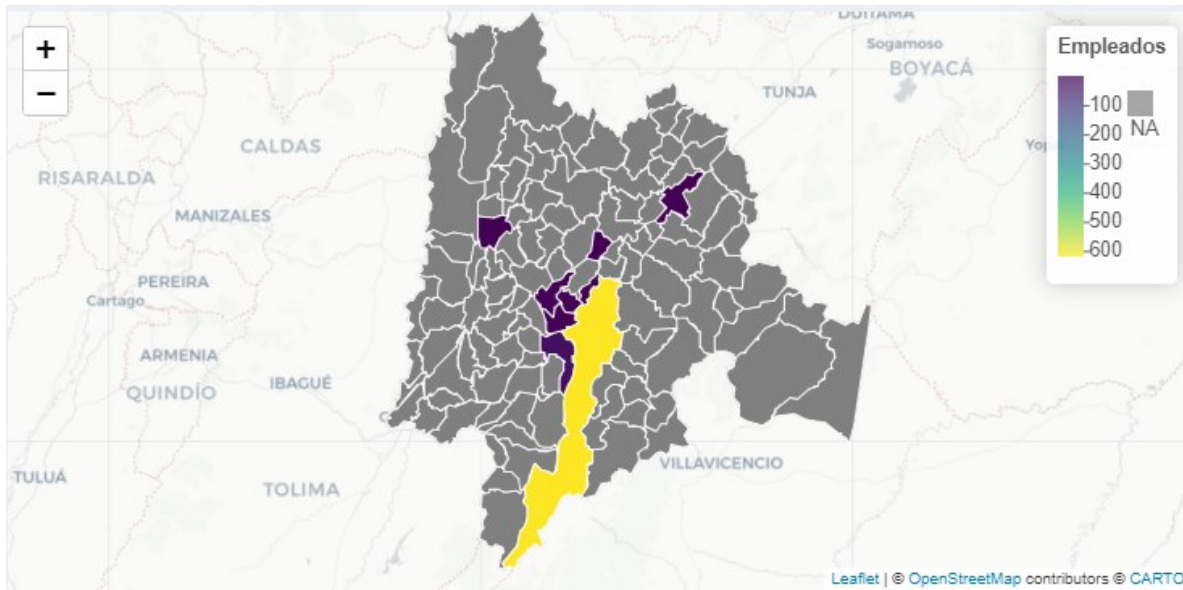 +
−
DUITAMA
Sogamoso
BOYACÁ
TUNJA
CALDAS
RISARALDA
MANIZALES
PEREIRA
Cartago
ARMENIA
QUINDÍO
IBAGUÉ
TULUÁ
TOLIMA
VILLAVICENCIO
Empleados
-100
-200
-300
-400
-500
-600
NA
Leaflet | © OpenStreetMap contributors © CARTO